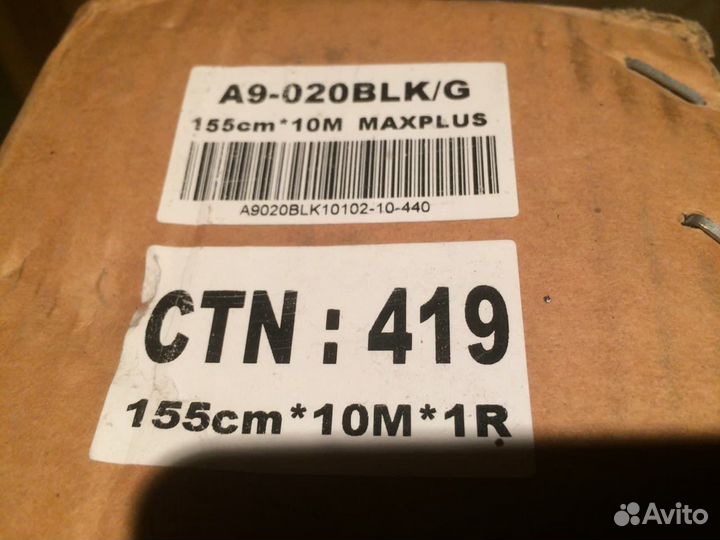 A9-020BLK/G
155cm*10M MAXPLUS
A9020BLK10102-10-440
CTN : 419
155cm*10M*1R
Avito